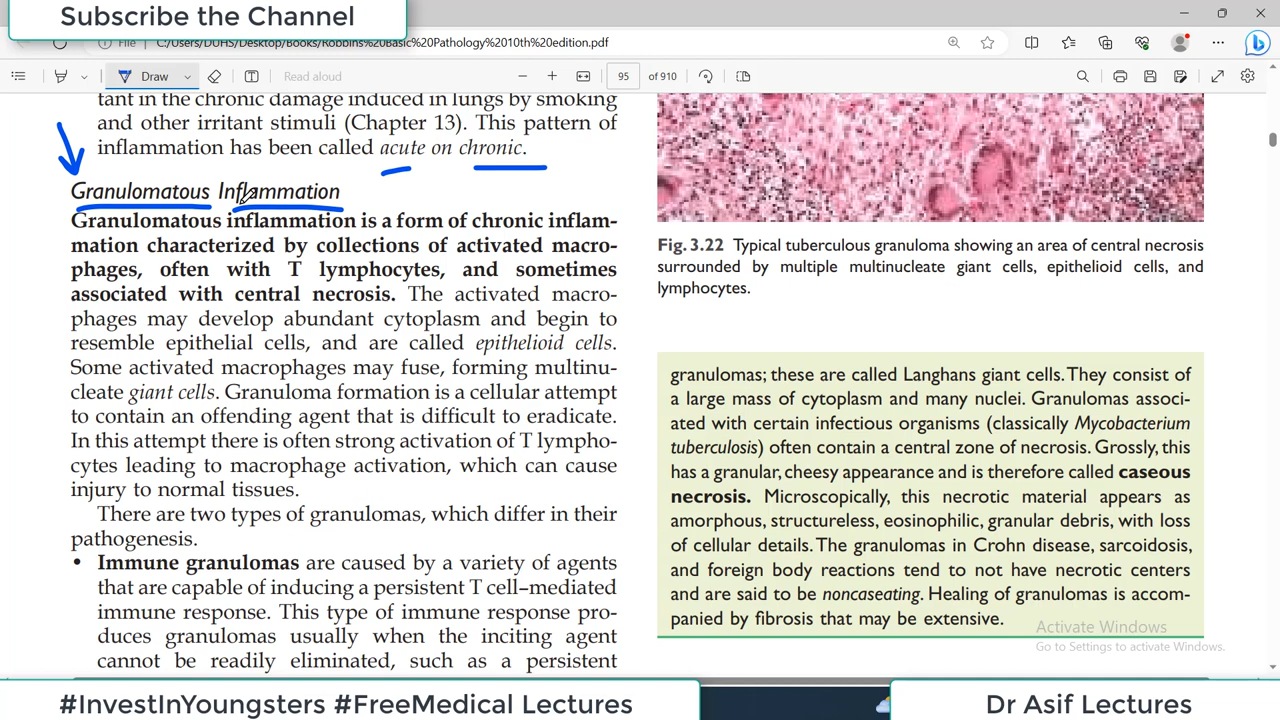 Subscribe the Channel
File
C:/Users/DUHS/Desktop/Books/Robbins%20Basic%20Pathology%2010th%20edition.pdf
Draw
Read aloud
95
of 910
tant in the chronic damage induced in lungs by smoking
and other irritant stimuli (Chapter 13). This pattern of
inflammation has been called acute on chronic.
Granulomatous Inflammation
Granulomatous inflammation is a form of chronic inflam-
mation characterized by collections of activated macro-
phages, often with T lymphocytes, and sometimes
associated with central necrosis. The activated macro-
phages may develop abundant cytoplasm and begin to
resemble epithelial cells, and are called epithelioid cells.
Some activated macrophages may fuse, forming multinu-
cleate giant cells. Granuloma formation is a cellular attempt
to contain an offending agent that is difficult to eradicate.
In this attempt there is often strong activation of T lympho-
cytes leading to macrophage activation, which can cause
injury to normal tissues.
There are two types of granulomas, which differ in their
pathogenesis.
• Immune granulomas are caused by a variety of agents
that are capable of inducing a persistent T cell–mediated
immune response. This type of immune response pro-
duces granulomas usually when the inciting agent
cannot be readily eliminated, such as a persistent
Fig. 3.22 Typical tuberculous granuloma showing an area of central necrosis
surrounded by multiple multinucleate giant cells, epithelioid cells, and
lymphocytes.
granulomas; these are called Langhans giant cells. They consist of
a large mass of cytoplasm and many nuclei. Granulomas associ-
ated with certain infectious organisms (classically Mycobacterium
tuberculosis) often contain a central zone of necrosis. Grossly, this
has a granular, cheesy appearance and is therefore called caseous
necrosis. Microscopically, this necrotic material appears as
amorphous, structureless, eosinophilic, granular debris, with loss
of cellular details. The granulomas in Crohn disease, sarcoidosis,
and foreign body reactions tend to not have necrotic centers
and are said to be noncaseating. Healing of granulomas is accom-
panied by fibrosis that may be extensive.
Activate Windows
Go to Settings to activate Windows.
#InvestInYoungsters #FreeMedical Lectures
Dr Asif Lectures